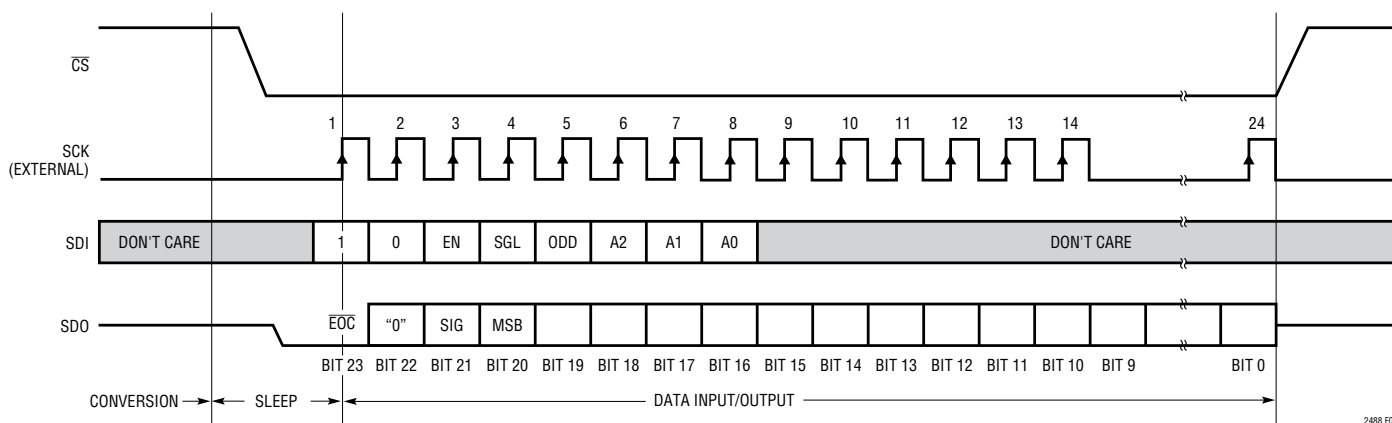 CS
1 2 3 4 5 6 7 8 9 10 11 12 13 14 24
SCK
(EXTERNAL)
SDI DON'T CARE 1 0 EN SGL ODD A2 A1 A0 DON'T CARE
SDO EOC "0" SIG MSB
BIT 23 BIT 22 BIT 21 BIT 20 BIT 19 BIT 18 BIT 17 BIT 16 BIT 15 BIT 14 BIT 13 BIT 12 BIT 11 BIT 10 BIT 9 BIT 0
CONVERSION SLEEP DATA INPUT/OUTPUT
2488